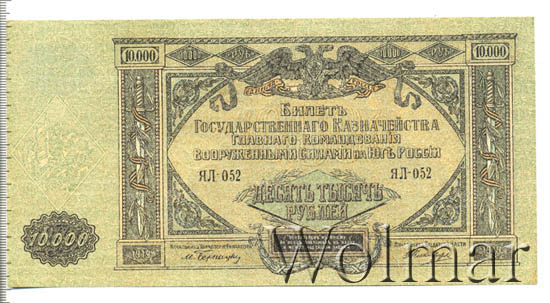 10.000 10.000
Билетъ
Государственнаго Казначейства
Главнаго Командованія
Вооруженными Силами на Югѣ Россіи
ЯЛ-052 ЯЛ-052
ДЕСЯТЬ ТЫСЯЧЪ
РУБЛЕЙ
10.000
Wolmar